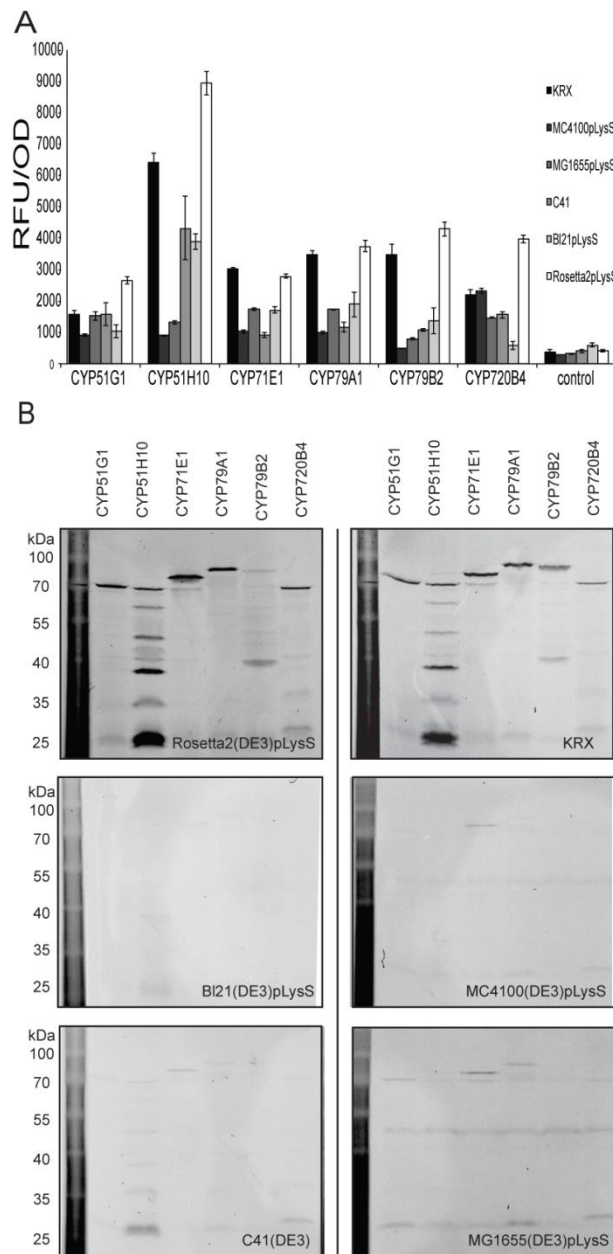 A
RFU/OD
10000
9000
8000
7000
6000
5000
4000
3000
2000
1000
0
CYP51G1 CYP51H10 CYP71E1 CYP79A1 CYP79B2 CYP720B4 control
KRX
MC4100pLysS
MG1655pLysS
C41
Bl21pLysS
Rosetta2pLysS
B
CYP51G1 CYP51H10 CYP71E1 CYP79A1 CYP79B2 CYP720B4
CYP51G1 CYP51H10 CYP71E1 CYP79A1 CYP79B2 CYP720B4
kDa
100
70
55
40
35
25
Rosetta2(DE3)pLysS
KRX
kDa
100
70
55
40
35
25
Bl21(DE3)pLysS
MC4100(DE3)pLysS
kDa
100
70
55
40
35
25
C41(DE3)
MG1655(DE3)pLysS